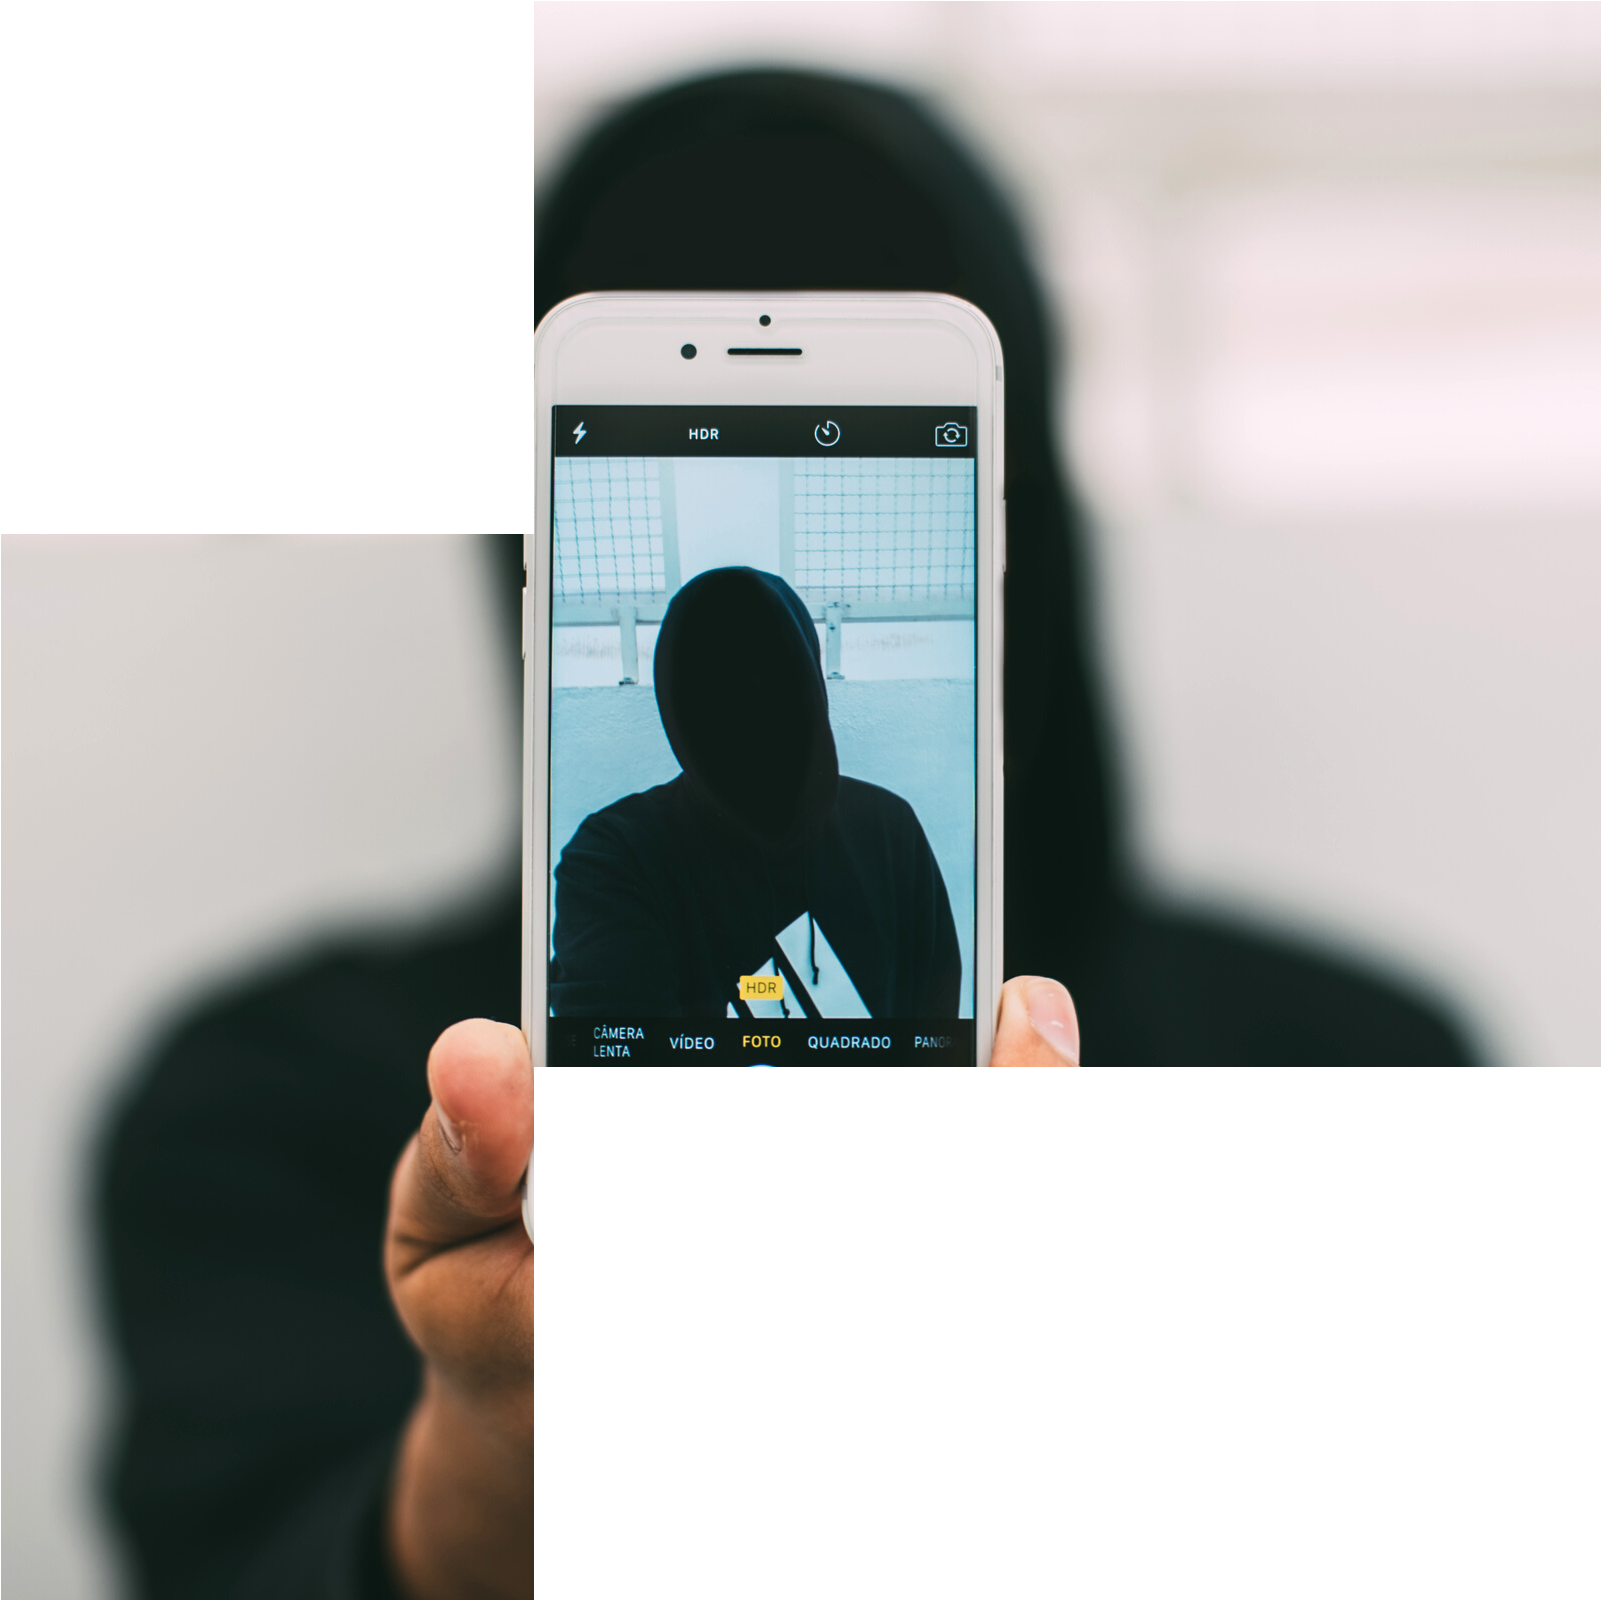 HDR
HDR
CÂMERA
LENTA
VÍDEO FOTO QUADRADO